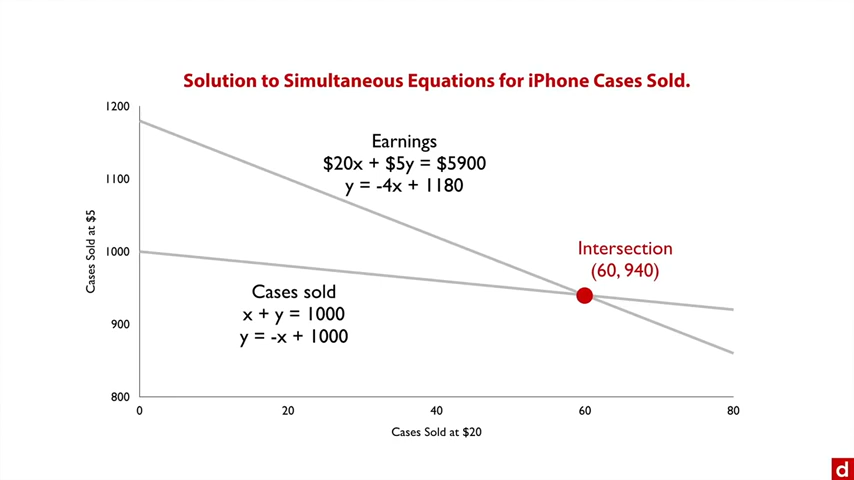 Solution to Simultaneous Equations for iPhone Cases Sold.
1200
1100
1000
900
800
Cases Sold at $5
Earnings
$20x + $5y = $5900
y = -4x + 1180
Intersection
(60, 940)
Cases sold
x + y = 1000
y = -x + 1000
0
20
40
60
80
Cases Sold at $20
d